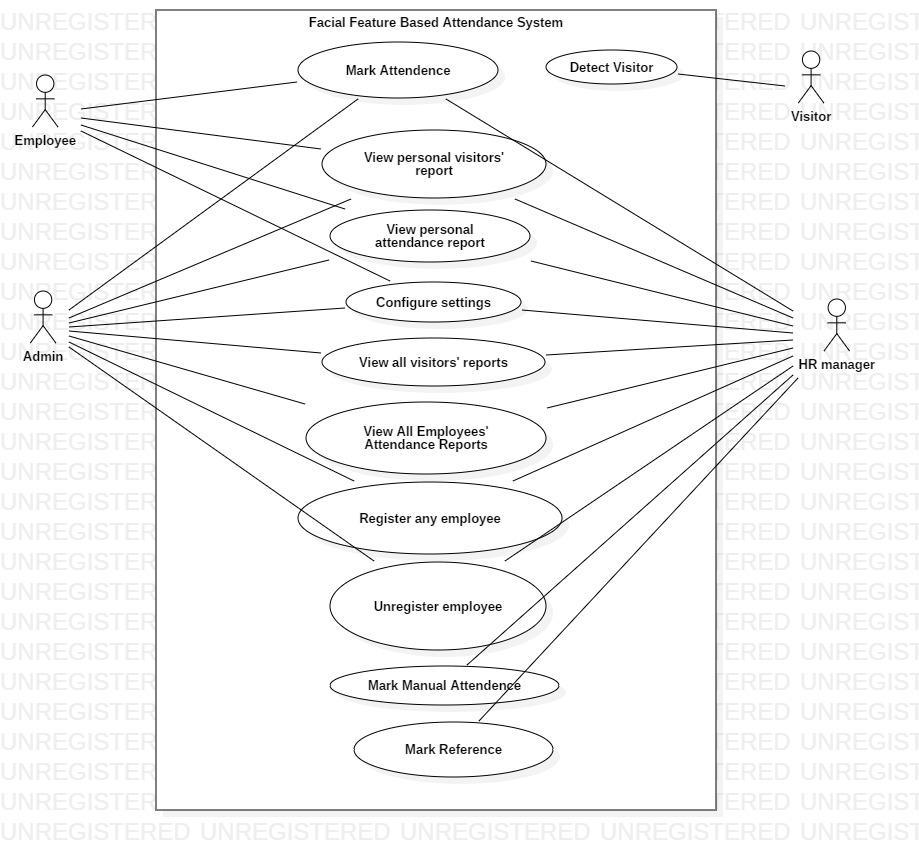 Facial Feature Based Attendance System
Mark Attendence
Detect Visitor
Employee
Visitor
View personal visitors'
report
View personal
attendance report
Configure settings
Admin
HR manager
View all visitors' reports
View All Employees'
Attendance Reports
Register any employee
Unregister employee
Mark Manual Attendence
Mark Reference
UNREGISTERED UNREGISTERED UNREGISTERED UNREGISTERED UNREGIST